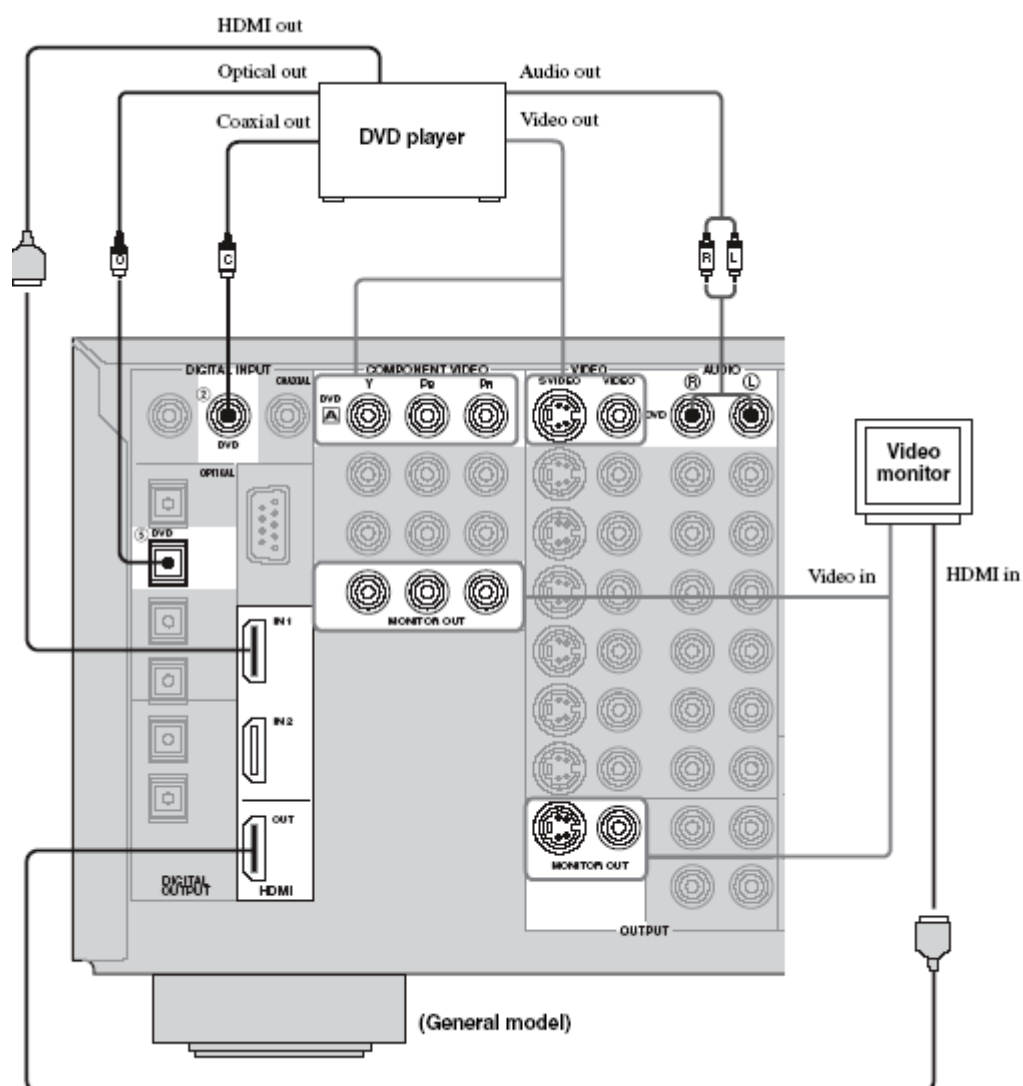 HDMI out
Optical out
Audio out
Coaxial out
Video out
DVD player
O
C
R
L
DIGITAL INPUT
COMPONENT VIDEO
VIDEO
AUDIO
COAXIAL
Y
PB
PR
S VIDEO
VIDEO
R
L
2
DVD
A
DVD
DVD
OPTICAL
Video
monitor
5 DVD
Video in
HDMI in
IN 1
MONITOR OUT
IN 2
OUT
MONITOR OUT
DIGITAL
OUTPUT
HDMI
OUTPUT
(General model)